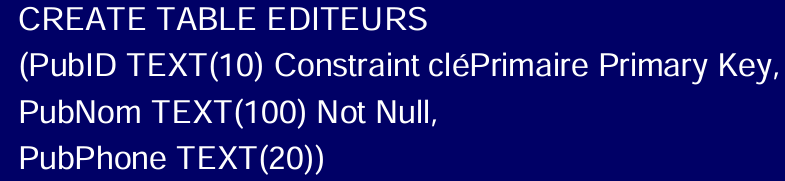 CREATE TABLE EDITEURS
(PubID TEXT(10) Constraint cléPrimaire Primary Key,
PubNom TEXT(100) Not Null,
PubPhone TEXT(20))